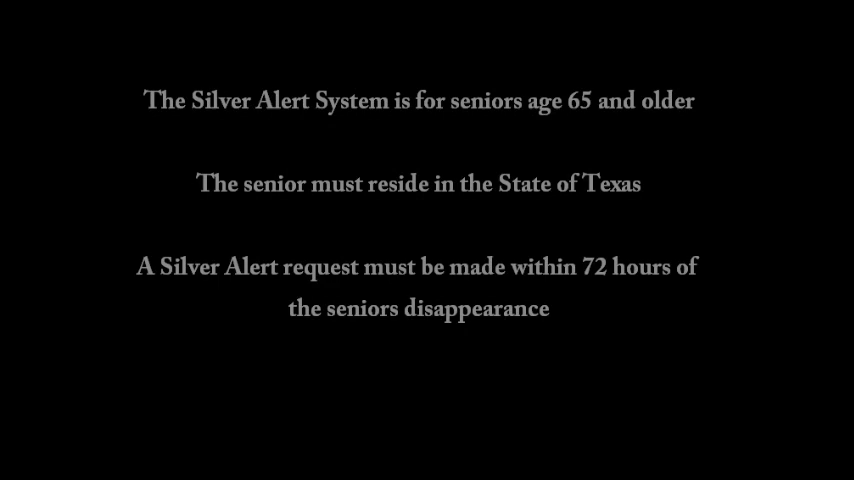 The Silver Alert System is for seniors age 65 and older
The senior must reside in the State of Texas
A Silver Alert request must be made within 72 hours of
the seniors disappearance